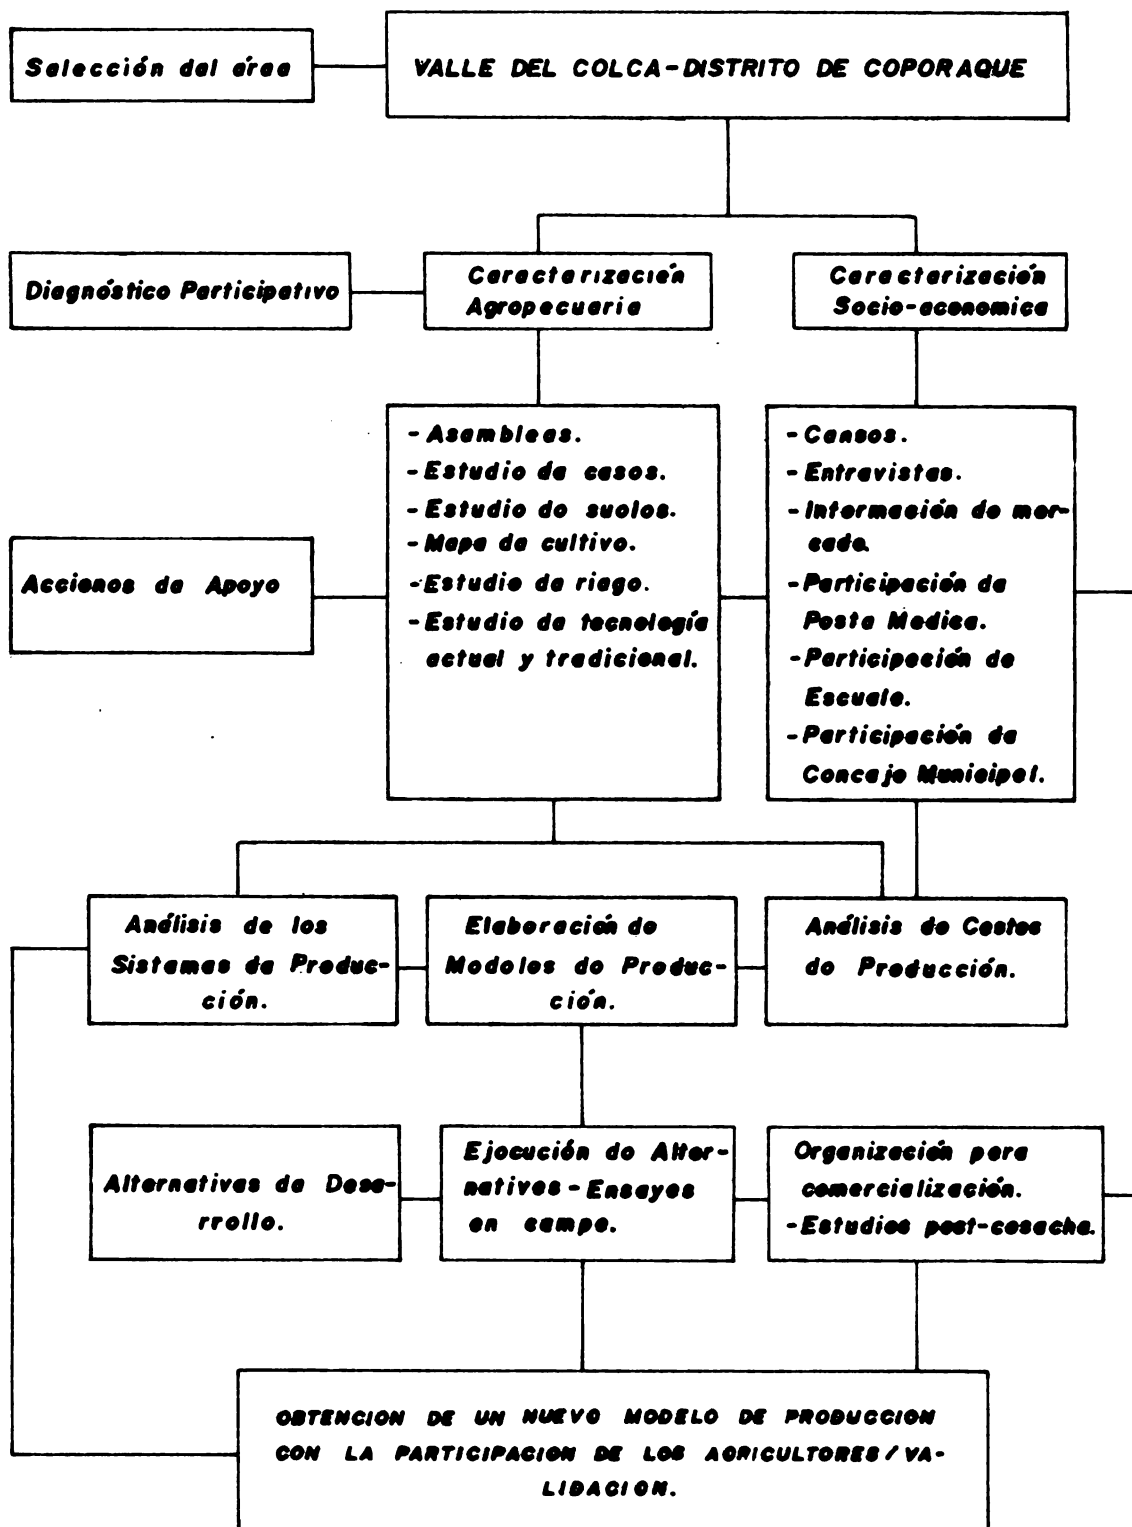 Selección del área
VALLE DEL COLCA-DISTRITO DE COPORAQUE
Diagnóstico Participativo
Caracterización
Agropecuaria
Caracterización
Socio-economica
Acciones de Apoyo
-Asambleas.
-Estudio de casos.
-Estudio de suelos.
-Mapa de cultivo.
-Estudio de riego.
-Estudio de tecnología
actual y tradicional.
-Censos.
-Entrevistas.
-Información de mer-
cado.
-Participación de
Posta Medica.
-Participación de
Escuela.
-Participación de
Concejo Municipal.
Análisis de los
Sistemas de Produc-
ción.
Elaboración de
Modelos de Produc-
ción.
Análisis de Costos
de Producción.
Alternativas de Desa-
rrollo.
Ejecución de Alter-
nativas-Ensayos
en campo.
Organización para
comercialización.
-Estudios post-cosecha.
OBTENCION DE UN NUEVO MODELO DE PRODUCCION
CON LA PARTICIPACION DE LOS AGRICULTORES/VA-
LIDACION.